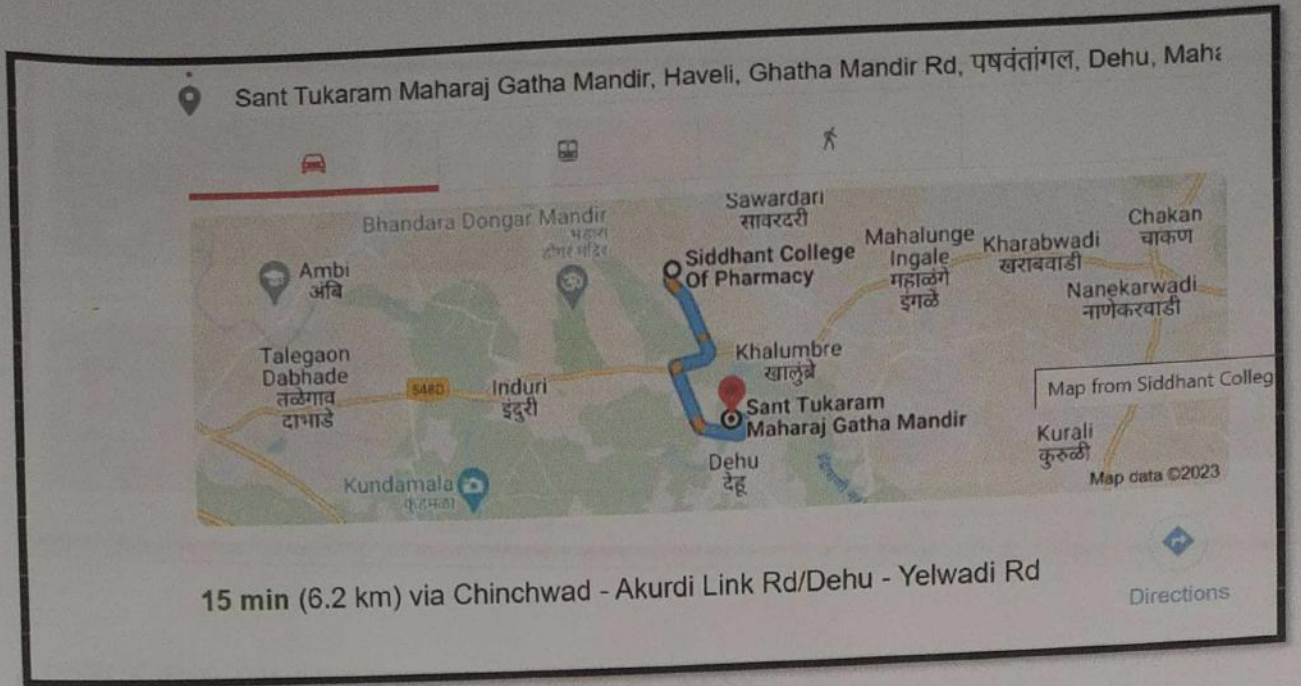 Sant Tukaram Maharaj Gatha Mandir, Haveli, Ghatha Mandir Rd, पषवंतांगल, Dehu, Maha
Sawardari
सावरदरी
Bhandara Dongar Mandir
भंडारा
डोंगर मंदिर
Chakan
चाकण
Mahalunge
Ingale
महाळंगे
इंगळे
Kharabwadi
खराबवाडी
Siddhant College
Of Pharmacy
Ambi
अंबि
Nanekarwadi
नाणेकरवाडी
Talegaon
Dabhade
तळेगाव
दाभाडे
548D
Induri
इंदुरी
Khalumbre
खालुंब्रे
Map from Siddhant Colleg
Sant Tukaram
Maharaj Gatha Mandir
Kurali
कुरुळी
Dehu
देहू
Kundamala
कुंडमळा
Map data ©2023
15 min (6.2 km) via Chinchwad - Akurdi Link Rd/Dehu - Yelwadi Rd
Directions